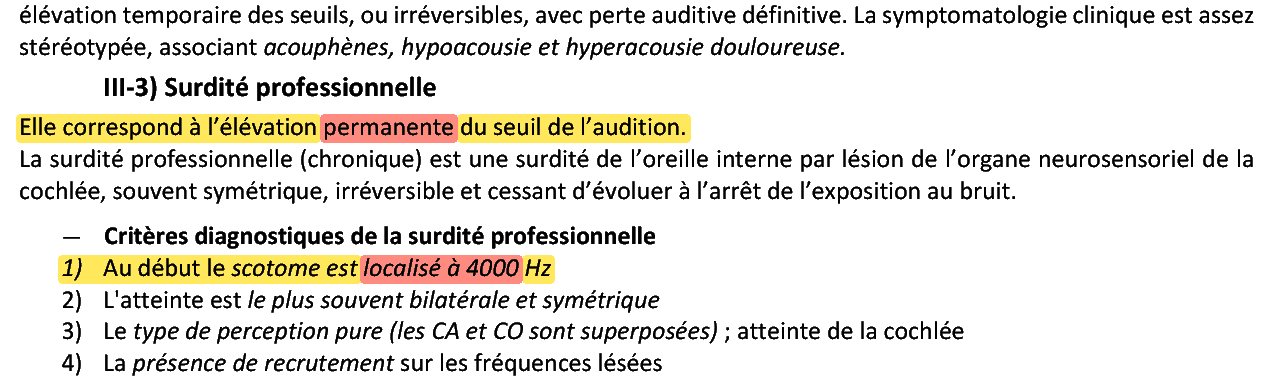 élévation temporaire des seuils, ou irréversibles, avec perte auditive définitive. La symptomatologie clinique est assez
stéréotypée, associant acouphènes, hypoacousie et hyperacousie douloureuse.
III-3) Surdité professionnelle
Elle correspond à l’élévation permanente du seuil de l’audition.
La surdité professionnelle (chronique) est une surdité de l’oreille interne par lésion de l’organe neurosensoriel de la
cochlée, souvent symétrique, irréversible et cessant d’évoluer à l’arrêt de l’exposition au bruit.
— Critères diagnostiques de la surdité professionnelle
1) Au début le scotome est localisé à 4000 Hz
2) L'atteinte est le plus souvent bilatérale et symétrique
3) Le type de perception pure (les CA et CO sont superposées) ; atteinte de la cochlée
4) La présence de recrutement sur les fréquences lésées